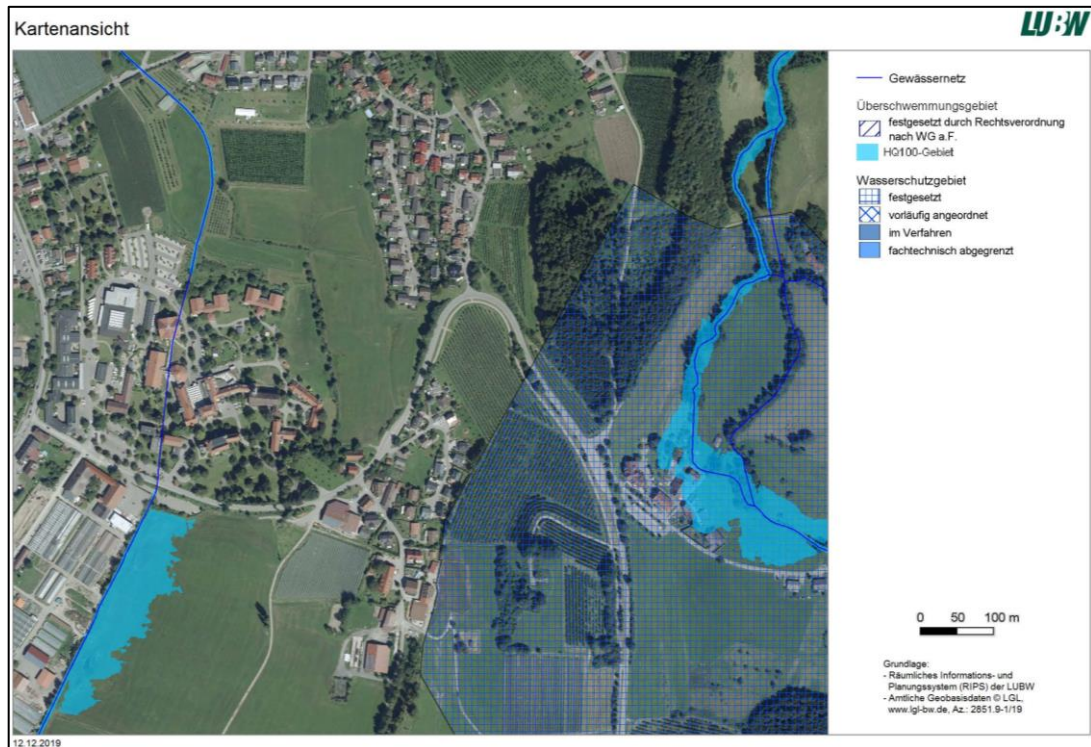 Kartenansicht
LUBW
Gewässernetz
Überschwemmungsgebiet
festgesetzt durch Rechtsverordnung
nach WG a.F.
HQ100-Gebiet
Wasserschutzgebiet
festgesetzt
vorläufig angeordnet
im Verfahren
fachtechnisch abgegrenzt
0 50 100 m
Grundlage:
- Räumliches Informations- und
Planungssystem (RIPS) der LUBW
- Amtliche Geobasisdaten © LGL,
www.lgl-bw.de, Az.: 2851.9-1/19
12.12.2019